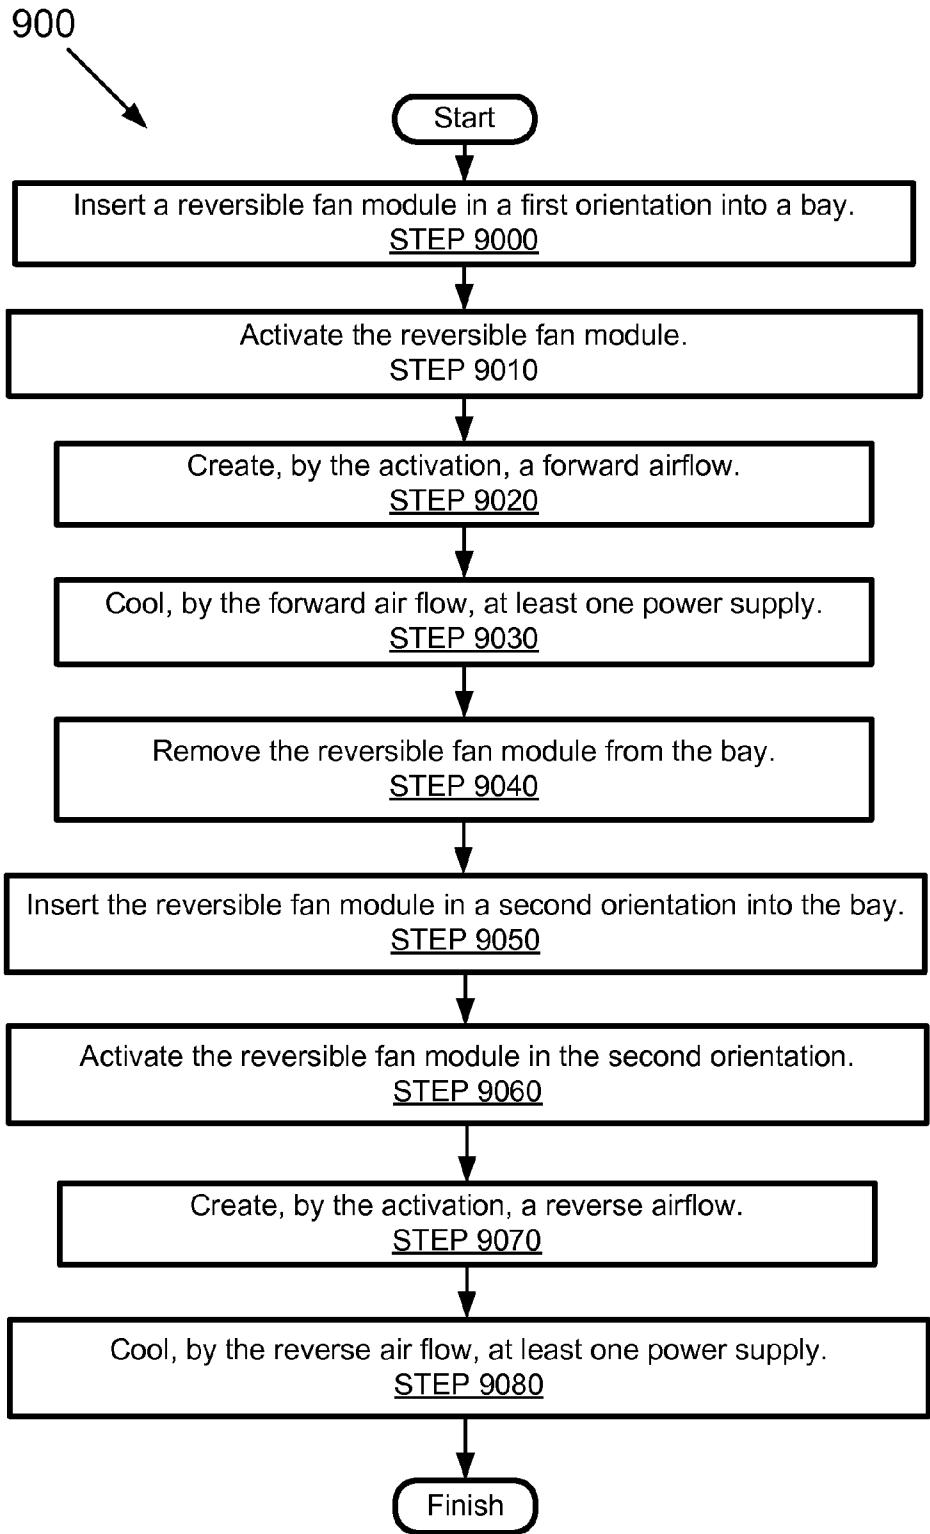 900
Start
Insert a reversible fan module in a first orientation into a bay.
STEP 9000
Activate the reversible fan module.
STEP 9010
Create, by the activation, a forward airflow.
STEP 9020
Cool, by the forward air flow, at least one power supply.
STEP 9030
Remove the reversible fan module from the bay.
STEP 9040
Insert the reversible fan module in a second orientation into the bay.
STEP 9050
Activate the reversible fan module in the second orientation.
STEP 9060
Create, by the activation, a reverse airflow.
STEP 9070
Cool, by the reverse air flow, at least one power supply.
STEP 9080
Finish